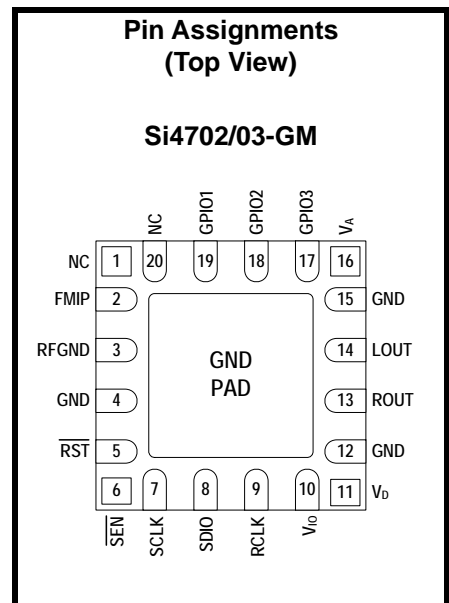 Pin Assignments
(Top View)
Si4702/03-GM
NC GPIO1 GPIO2 GPIO3 VA
NC 1 20 19 18 17 16
FMIP 2 15 GND
RFGND 3 14 LOUT
GND PAD
GND 4 13 ROUT
RST 5 12 GND
6 7 8 9 10 11 VD
SEN SCLK SDIO RCLK VIO